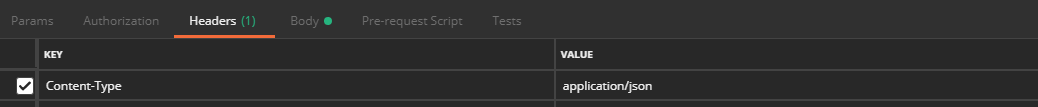 Params Authorization Headers (1) Body Pre-request Script Tests
KEY VALUE
Content-Type application/json